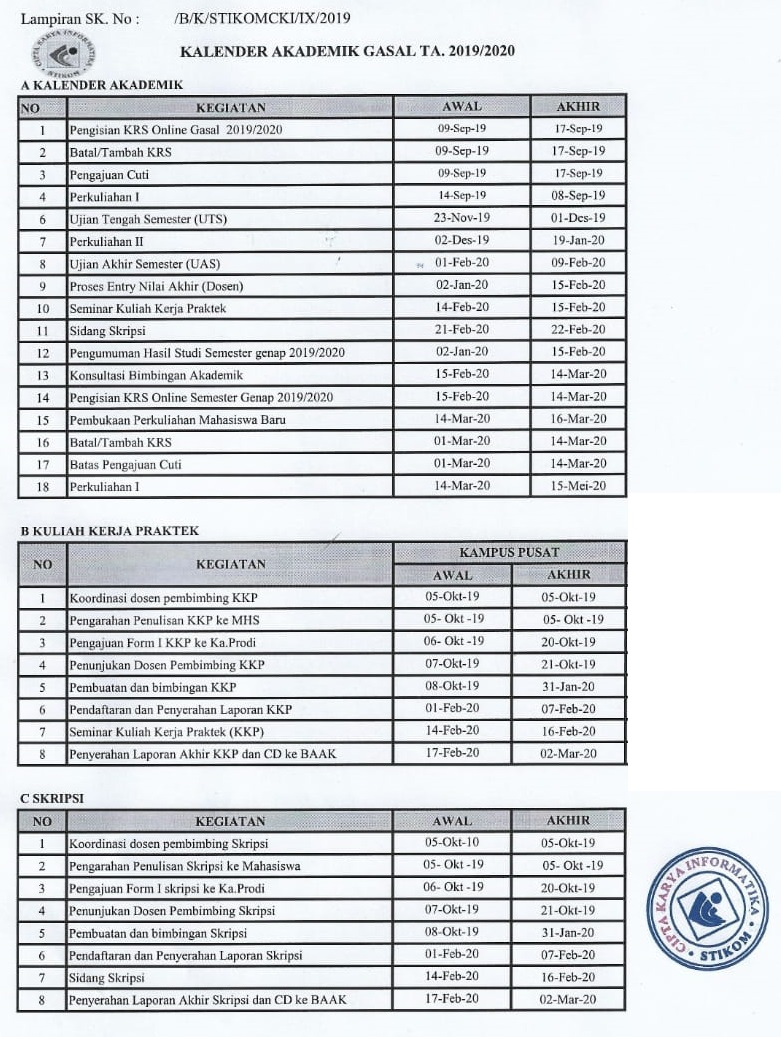 Lampiran SK. No : /B/K/STIKOMCKI/IX/2019
CIPTA KARYA INFORMATIKA
STIKOM
KALENDER AKADEMIK GASAL TA. 2019/2020
A KALENDER AKADEMIK
NO KEGIATAN AWAL AKHIR
1 Pengisian KRS Online Gasal 2019/2020 09-Sep-19 17-Sep-19
2 Batal/Tambah KRS 09-Sep-19 17-Sep-19
3 Pengajuan Cuti 09-Sep-19 17-Sep-19
4 Perkuliahan I 14-Sep-19 08-Sep-19
6 Ujian Tengah Semester (UTS) 23-Nov-19 01-Des-19
7 Perkuliahan II 02-Des-19 19-Jan-20
8 Ujian Akhir Semester (UAS) 01-Feb-20 09-Feb-20
9 Proses Entry Nilai Akhir (Dosen) 02-Jan-20 15-Feb-20
10 Seminar Kuliah Kerja Praktek 14-Feb-20 15-Feb-20
11 Sidang Skripsi 21-Feb-20 22-Feb-20
12 Pengumuman Hasil Studi Semester genap 2019/2020 02-Jan-20 15-Feb-20
13 Konsultasi Bimbingan Akademik 15-Feb-20 14-Mar-20
14 Pengisian KRS Online Semester Genap 2019/2020 15-Feb-20 14-Mar-20
15 Pembukaan Perkuliahan Mahasiswa Baru 14-Mar-20 16-Mar-20
16 Batal/Tambah KRS 01-Mar-20 14-Mar-20
17 Batas Pengajuan Cuti 01-Mar-20 14-Mar-20
18 Perkuliahan I 14-Mar-20 15-Mei-20
B KULIAH KERJA PRAKTEK
NO KEGIATAN KAMPUS PUSAT
AWAL AKHIR
1 Koordinasi dosen pembimbing KKP 05-Okt-19 05-Okt-19
2 Pengarahan Penulisan KKP ke MHS 05- Okt -19 05- Okt -19
3 Pengajuan Form I KKP ke Ka.Prodi 06- Okt -19 20-Okt-19
4 Penunjukan Dosen Pembimbing KKP 07-Okt-19 21-Okt-19
5 Pembuatan dan bimbingan KKP 08-Okt-19 31-Jan-20
6 Pendaftaran dan Penyerahan Laporan KKP 01-Feb-20 07-Feb-20
7 Seminar Kuliah Kerja Praktek (KKP) 14-Feb-20 16-Feb-20
8 Penyerahan Laporan Akhir KKP dan CD ke BAAK 17-Feb-20 02-Mar-20
C SKRIPSI
NO KEGIATAN AWAL AKHIR
1 Koordinasi dosen pembimbing Skripsi 05-Okt-10 05-Okt-19
2 Pengarahan Penulisan Skripsi ke Mahasiswa 05- Okt -19 05- Okt -19
3 Pengajuan Form I skripsi ke Ka.Prodi 06- Okt -19 20-Okt-19
4 Penunjukan Dosen Pembimbing Skripsi 07-Okt-19 21-Okt-19
5 Pembuatan dan bimbingan Skripsi 08-Okt-19 31-Jan-20
6 Pendaftaran dan Penyerahan Laporan Skripsi 01-Feb-20 07-Feb-20
7 Sidang Skripsi 14-Feb-20 16-Feb-20
8 Penyerahan Laporan Akhir Skripsi dan CD ke BAAK 17-Feb-20 02-Mar-20
CIPTA KARYA INFORMATIKA
STIKOM